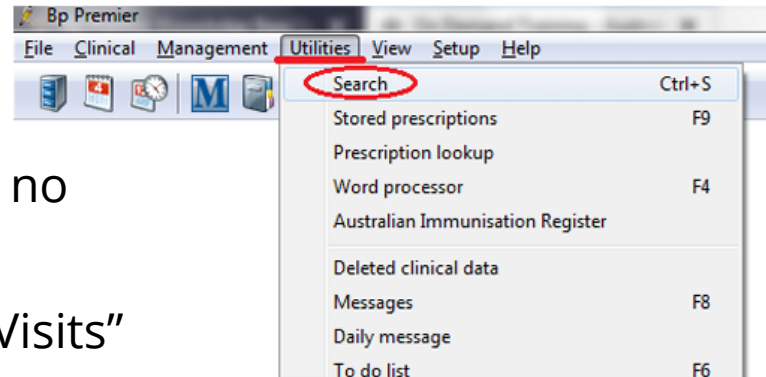 Bp Premier
File Clinical Management Utilities View Setup Help
Search Ctrl+S
Stored prescriptions F9
Prescription lookup
Word processor F4
Australian Immunisation Register
Deleted clinical data
Messages F8
Daily message
To do list F6
no
Visits”